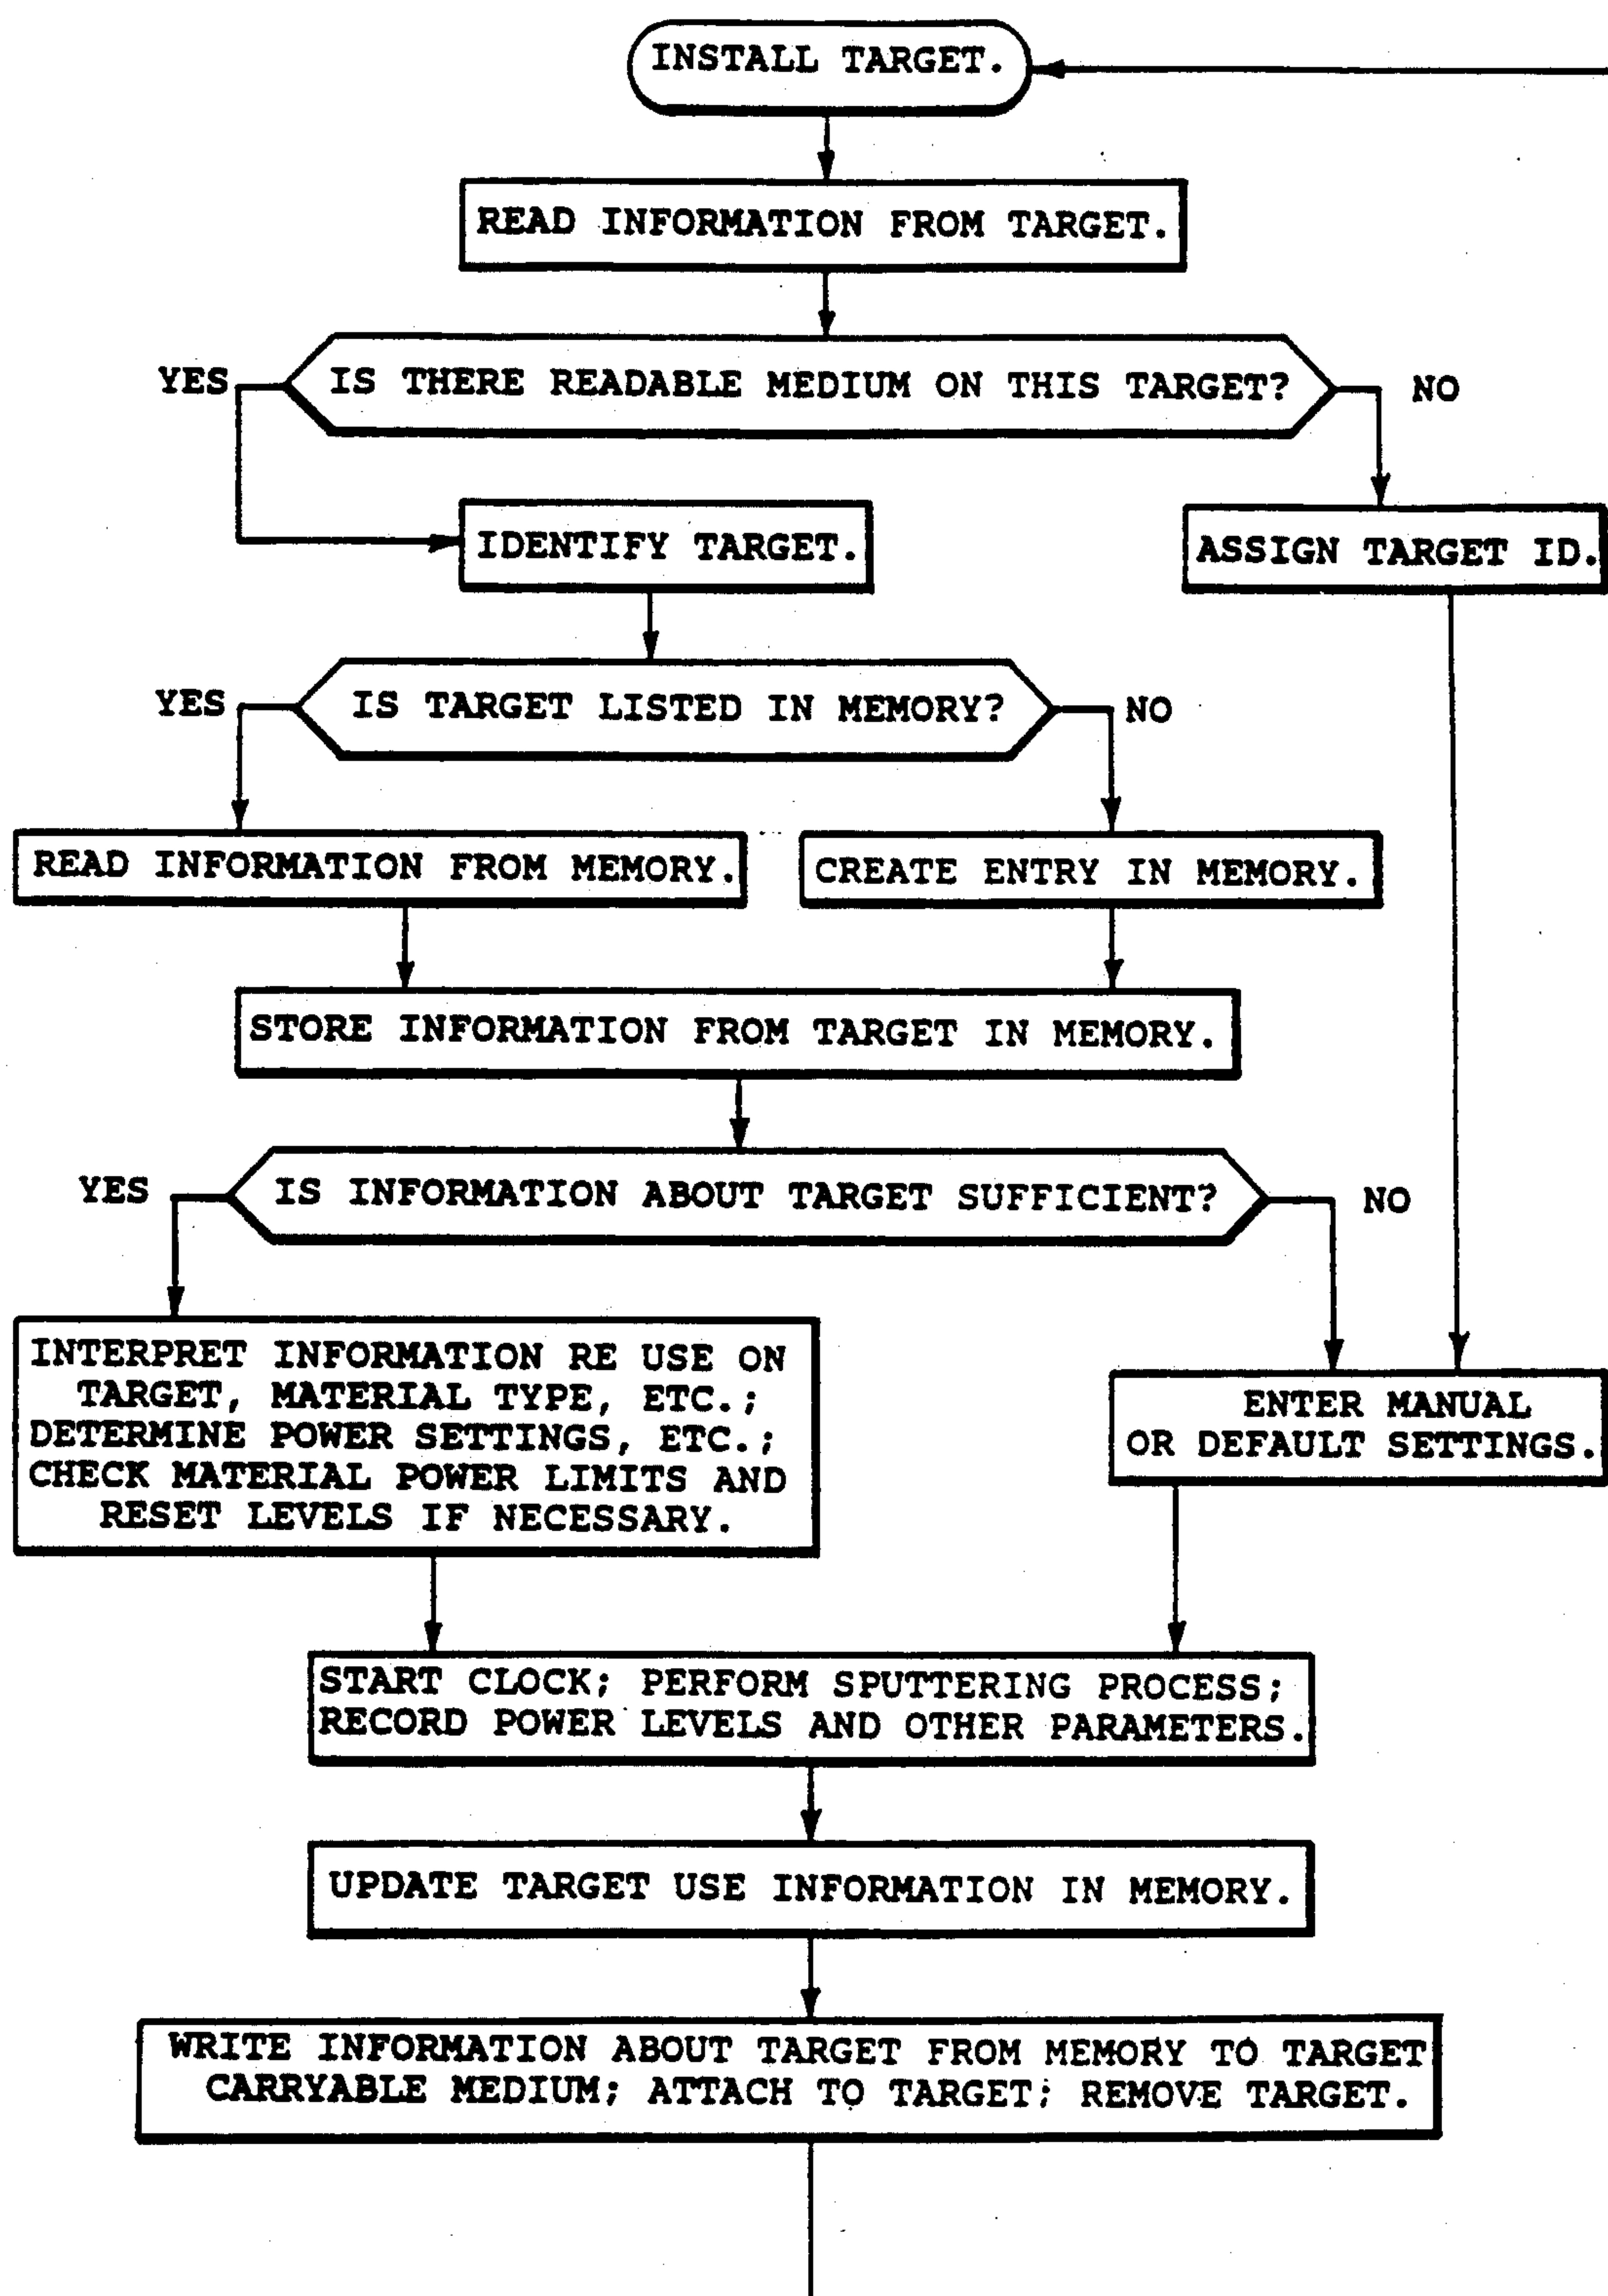 INSTALL TARGET.
READ INFORMATION FROM TARGET.
YES
IS THERE READABLE MEDIUM ON THIS TARGET?
NO
IDENTIFY TARGET.
ASSIGN TARGET ID.
YES
IS TARGET LISTED IN MEMORY?
NO
READ INFORMATION FROM MEMORY.
CREATE ENTRY IN MEMORY.
STORE INFORMATION FROM TARGET IN MEMORY.
YES
IS INFORMATION ABOUT TARGET SUFFICIENT?
NO
INTERPRET INFORMATION RE USE ON
TARGET, MATERIAL TYPE, ETC.;
DETERMINE POWER SETTINGS, ETC.;
CHECK MATERIAL POWER LIMITS AND
RESET LEVELS IF NECESSARY.
ENTER MANUAL
OR DEFAULT SETTINGS.
START CLOCK; PERFORM SPUTTERING PROCESS;
RECORD POWER LEVELS AND OTHER PARAMETERS.
UPDATE TARGET USE INFORMATION IN MEMORY.
WRITE INFORMATION ABOUT TARGET FROM MEMORY TO TARGET
CARRYABLE MEDIUM; ATTACH TO TARGET; REMOVE TARGET.